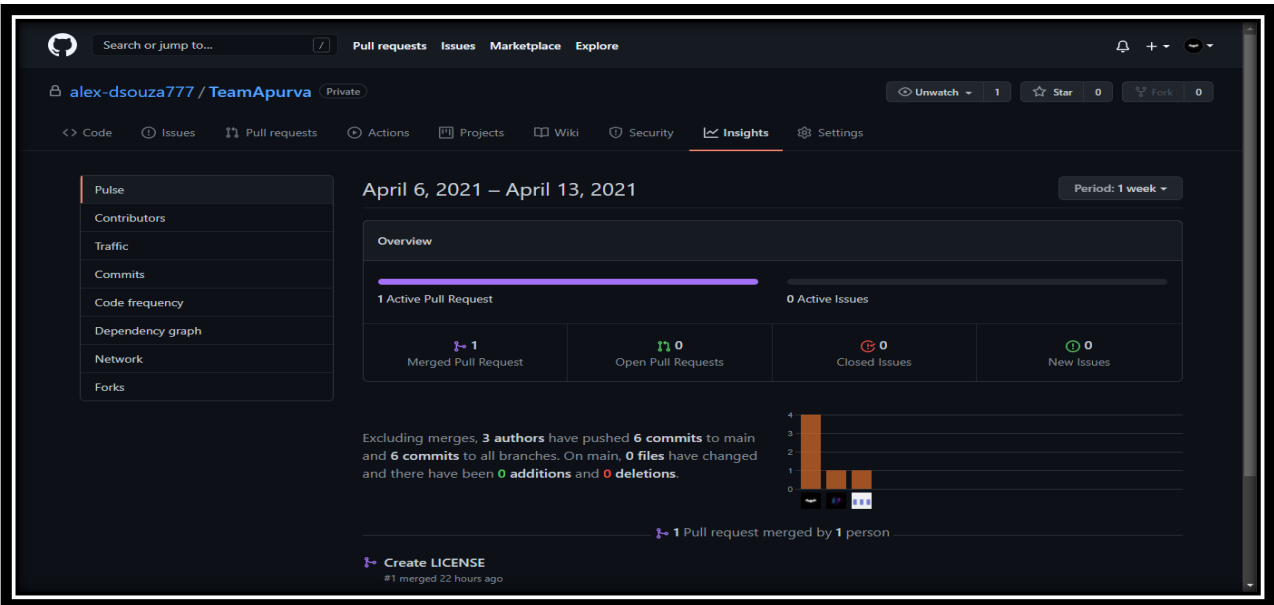 Search or jump to... / Pull requests Issues Marketplace Explore
alex-dsouza777 / TeamApurva Private Unwatch 1 Star 0 Fork 0
Code Issues Pull requests Actions Projects Wiki Security Insights Settings
Pulse
Contributors
Traffic
Commits
Code frequency
Dependency graph
Network
Forks
April 6, 2021 – April 13, 2021 Period: 1 week
Overview
1 Active Pull Request 0 Active Issues
1 0 0 0
Merged Pull Request Open Pull Requests Closed Issues New Issues
Excluding merges, 3 authors have pushed 6 commits to main
and 6 commits to all branches. On main, 0 files have changed
and there have been 0 additions and 0 deletions.
4
3
2
1
0
1 Pull request merged by 1 person
Create LICENSE
#1 merged 22 hours ago